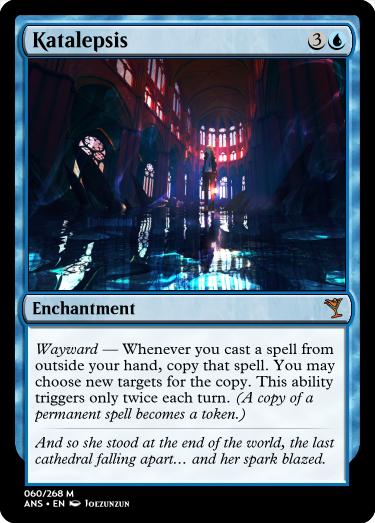 Katalepsis 3
Enchantment
Wayward — Whenever you cast a spell from
outside your hand, copy that spell. You may
choose new targets for the copy. This ability
triggers only twice each turn. (A copy of a
permanent spell becomes a token.)
And so she stood at the end of the world, the last
cathedral falling apart… and her spark blazed.
060/268 M
ANS • EN Joezunzun